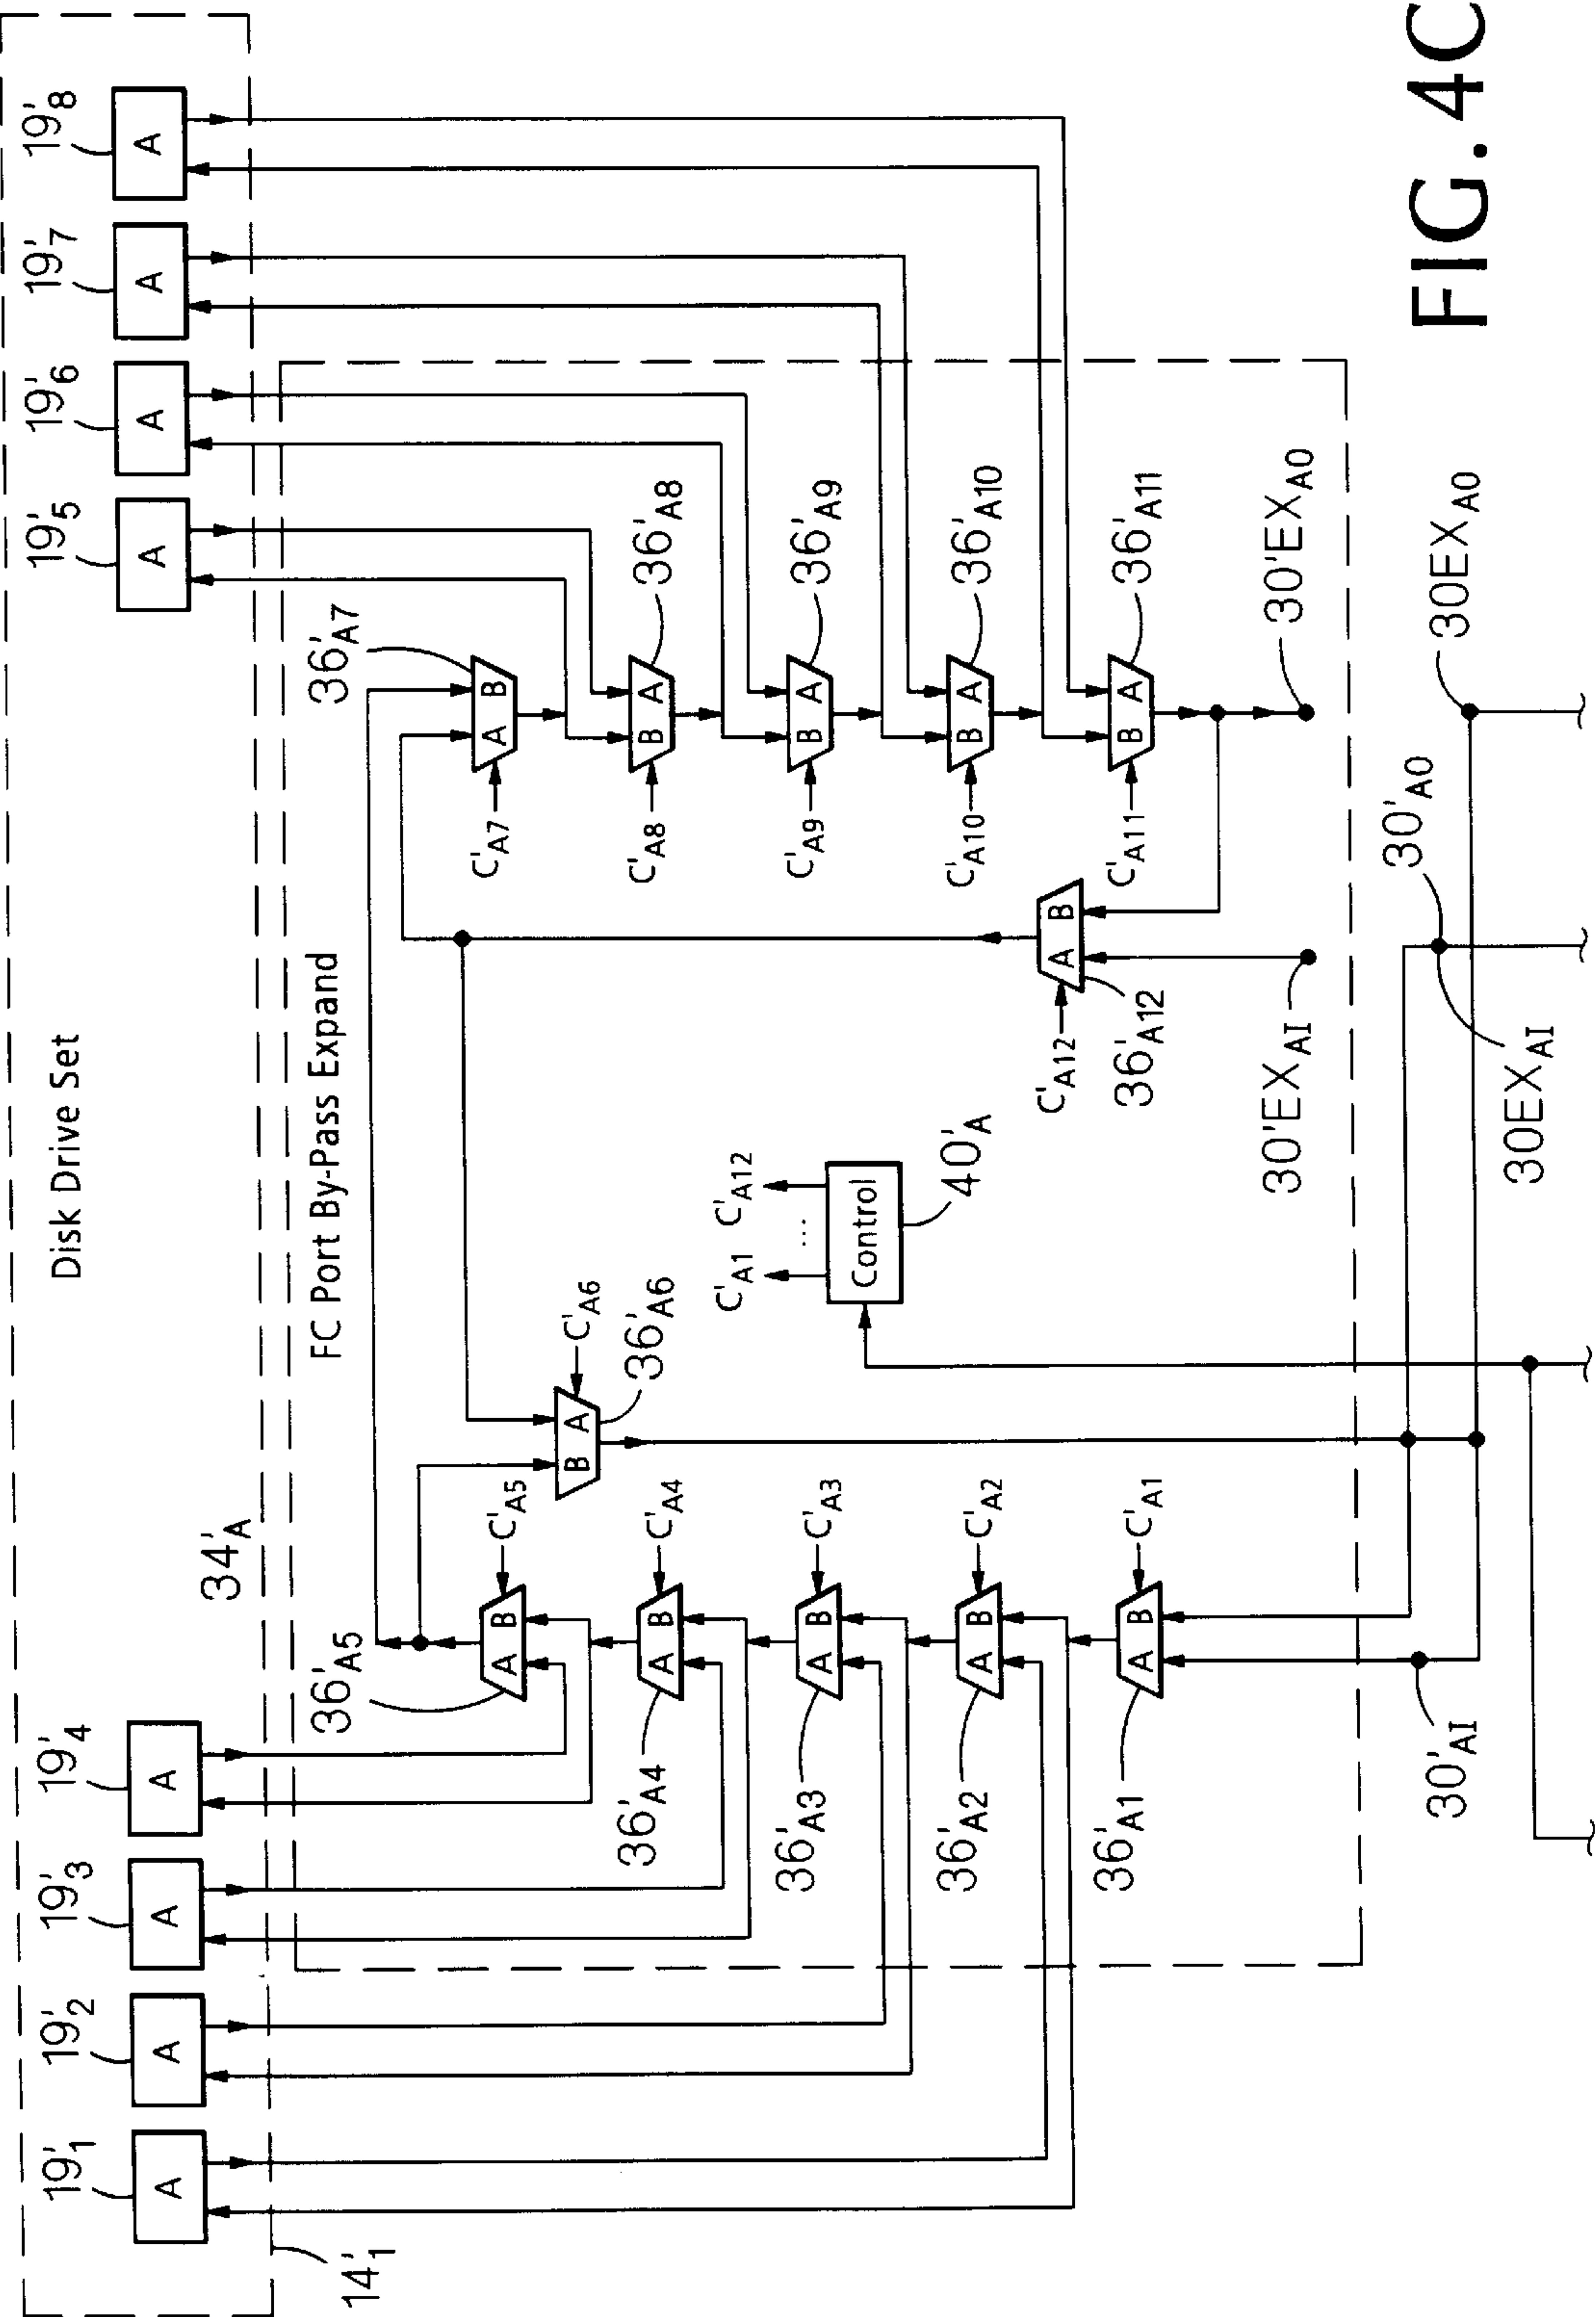 Disk Drive Set
19'1
19'2
19'3
19'4
19'5
19'6
19'7
19'8
A
A
A
A
A
A
A
A
14'1
34'A
FC Port By-Pass Expand
36'A5
A B
C'A5
36'A4
A B
C'A4
36'A3
A B
C'A3
36'A2
A B
C'A2
36'A1
A B
C'A1
B A
C'A6
36'A6
C'A1 ... C'A12
Control
40'A
36'A7
A B
C'A7
C'A8
B A
36'A8
C'A9
B A
36'A9
C'A10
B A
36'A10
C'A11
B A
36'A11
C'A12
A B
36'A12
30'EXAI
30'EXAO
30'AI
30'AO
30EXAI
30EXAO
FIG. 4C